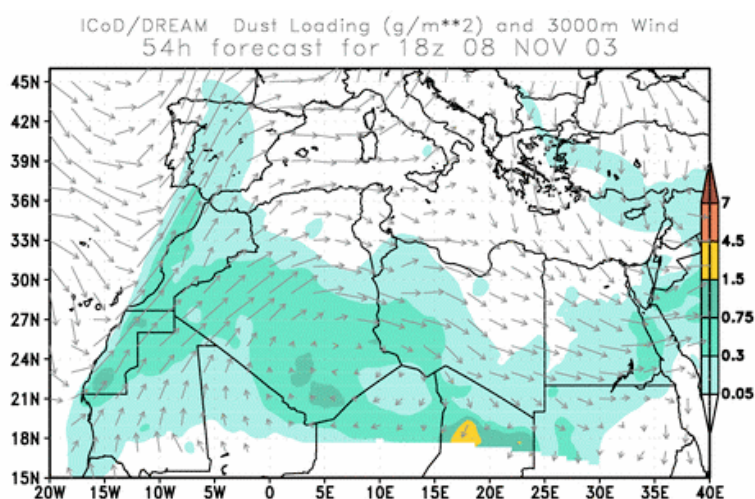 ICoD/DREAM Dust Loading (g/m**2) and 3000m Wind
54h forecast for 18z 08 NOV 03
45N
42N
39N
36N
33N
30N
27N
24N
21N
18N
15N
20W 15W 10W 5W 0 5E 10E 15E 20E 25E 30E 35E 40E
7
4.5
1.5
0.75
0.3
0.05